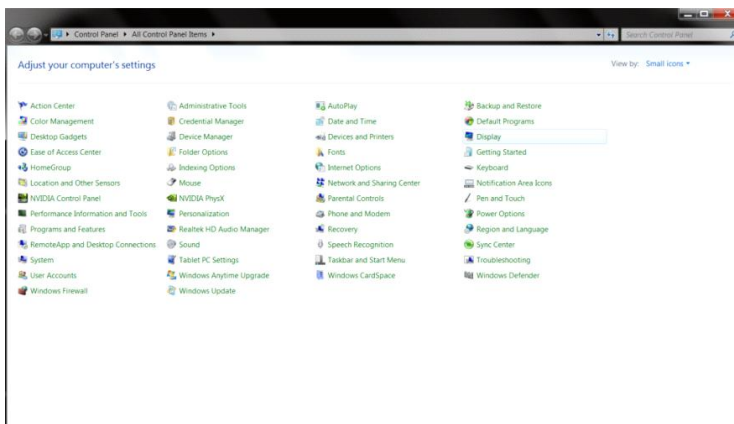 Control Panel ▸ All Control Panel Items ▸ Search Control Panel
Adjust your computer's settings View by: Small icons
Action Center Administrative Tools AutoPlay Backup and Restore
Color Management Credential Manager Date and Time Default Programs
Desktop Gadgets Device Manager Devices and Printers Display
Ease of Access Center Folder Options Fonts Getting Started
HomeGroup Indexing Options Internet Options Keyboard
Location and Other Sensors Mouse Network and Sharing Center Notification Area Icons
NVIDIA Control Panel NVIDIA PhysX Parental Controls Pen and Touch
Performance Information and Tools Personalization Phone and Modem Power Options
Programs and Features Realtek HD Audio Manager Recovery Region and Language
RemoteApp and Desktop Connections Sound Speech Recognition Sync Center
System Tablet PC Settings Taskbar and Start Menu Troubleshooting
User Accounts Windows Anytime Upgrade Windows CardSpace Windows Defender
Windows Firewall Windows Update